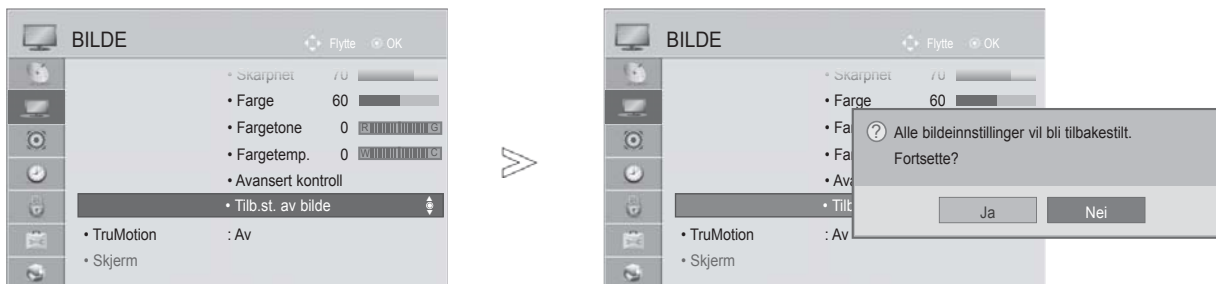 BILDE
Flytte OK
• Skarphet 70
• Farge 60
• Fargetone 0 R G
• Fargetemp. 0 W C
• Avansert kontroll
• Tilb.st. av bilde
• TruMotion : Av
• Skjerm
BILDE
Flytte OK
• Skarphet 70
• Farge 60
• Fa
• Fa
• Ava
• Tilb
• TruMotion : Av
• Skjerm
? Alle bildeinnstillinger vil bli tilbakestilt.
Fortsette?
Ja Nei